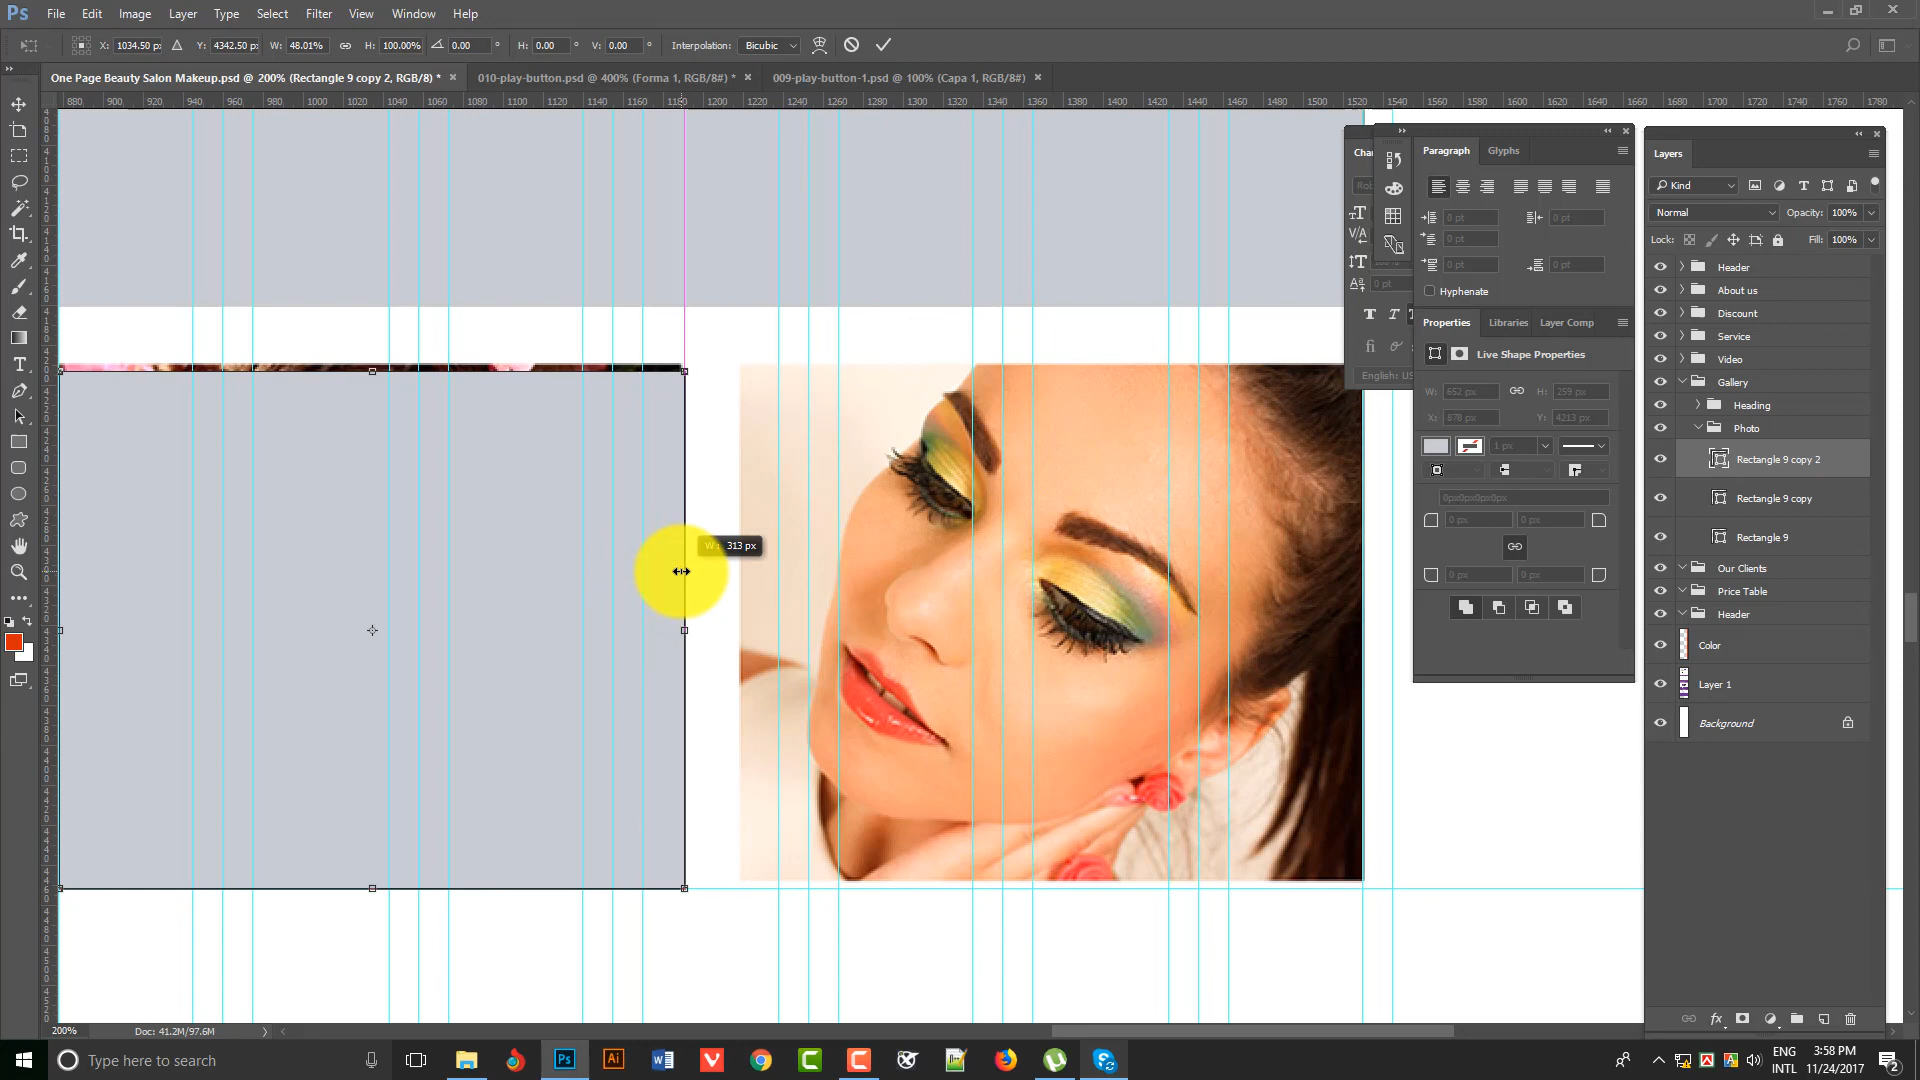 Ps File Edit Image Layer Type Select Filter View Window Help
X: 1034.50 px Y: 4342.50 px W: 48.01% H: 100.00% 0.00 ° H: 0.00 ° V: 0.00 ° Interpolation: Bicubic
One Page Beauty Salon Makeup.psd @ 200% (Rectangle 9 copy 2, RGB/8) * × 010-play-button.psd @ 400% (Forma 1, RGB/8#) * × 009-play-button-1.psd @ 100% (Capa 1, RGB/8#) ×
880 900 920 940 960 980 1000 1020 1040 1060 1080 1100 1120 1140 1160 1180 1200 1220 1240 1260 1280 1300 1320 1340 1360 1380 1400 1420 1440 1460 1480 1500 1520 1540 1560 1580 1600 1620 1640 1660 1680 1700 1720 1740 1760 1780
Paragraph Glyphs
0 pt 0 pt
0 pt
0 pt 0 pt
Hyphenate
0 pt
English: US
Properties Libraries Layer Comp
Live Shape Properties
W: 652 px H: 259 px
X: 878 px Y: 4213 px
1 px
0px0px0px0px
0 px 0 px
0 px 0 px
W: 313 px
Layers
Kind
Normal Opacity: 100%
Lock: Fill: 100%
Header
About us
Discount
Service
Video
Gallery
Heading
Photo
Rectangle 9 copy 2
Rectangle 9 copy
Rectangle 9
Our Clients
Price Table
Header
Color
Layer 1
Background
200% Doc: 41.2M/97.6M
Type here to search
ENG
INTL
3:58 PM
11/24/2017
2